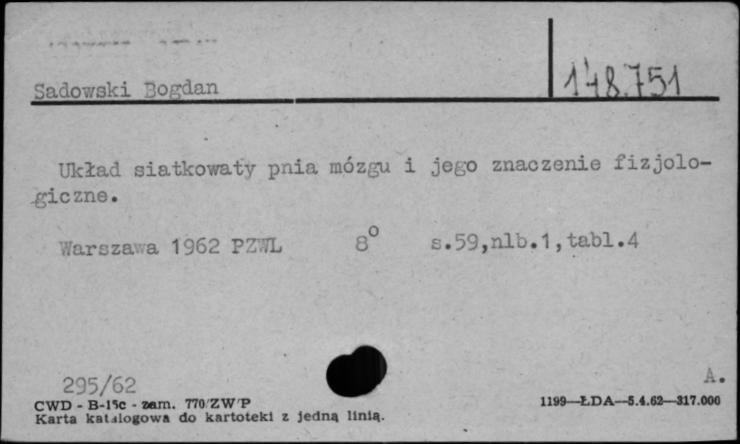 Sadowski Bogdan
148.751
Układ siatkowaty pnia mózgu i jego znaczenie fizjolo-
giczne.
Warszawa 1962 PZWL 8° s.59,nlb.1,tabl.4
295/62
A.
CWD - B-15c - zam. 770/ZW/P
1199—ŁDA—5.4.62—317.000
Karta katalogowa do kartoteki z jedną linią.